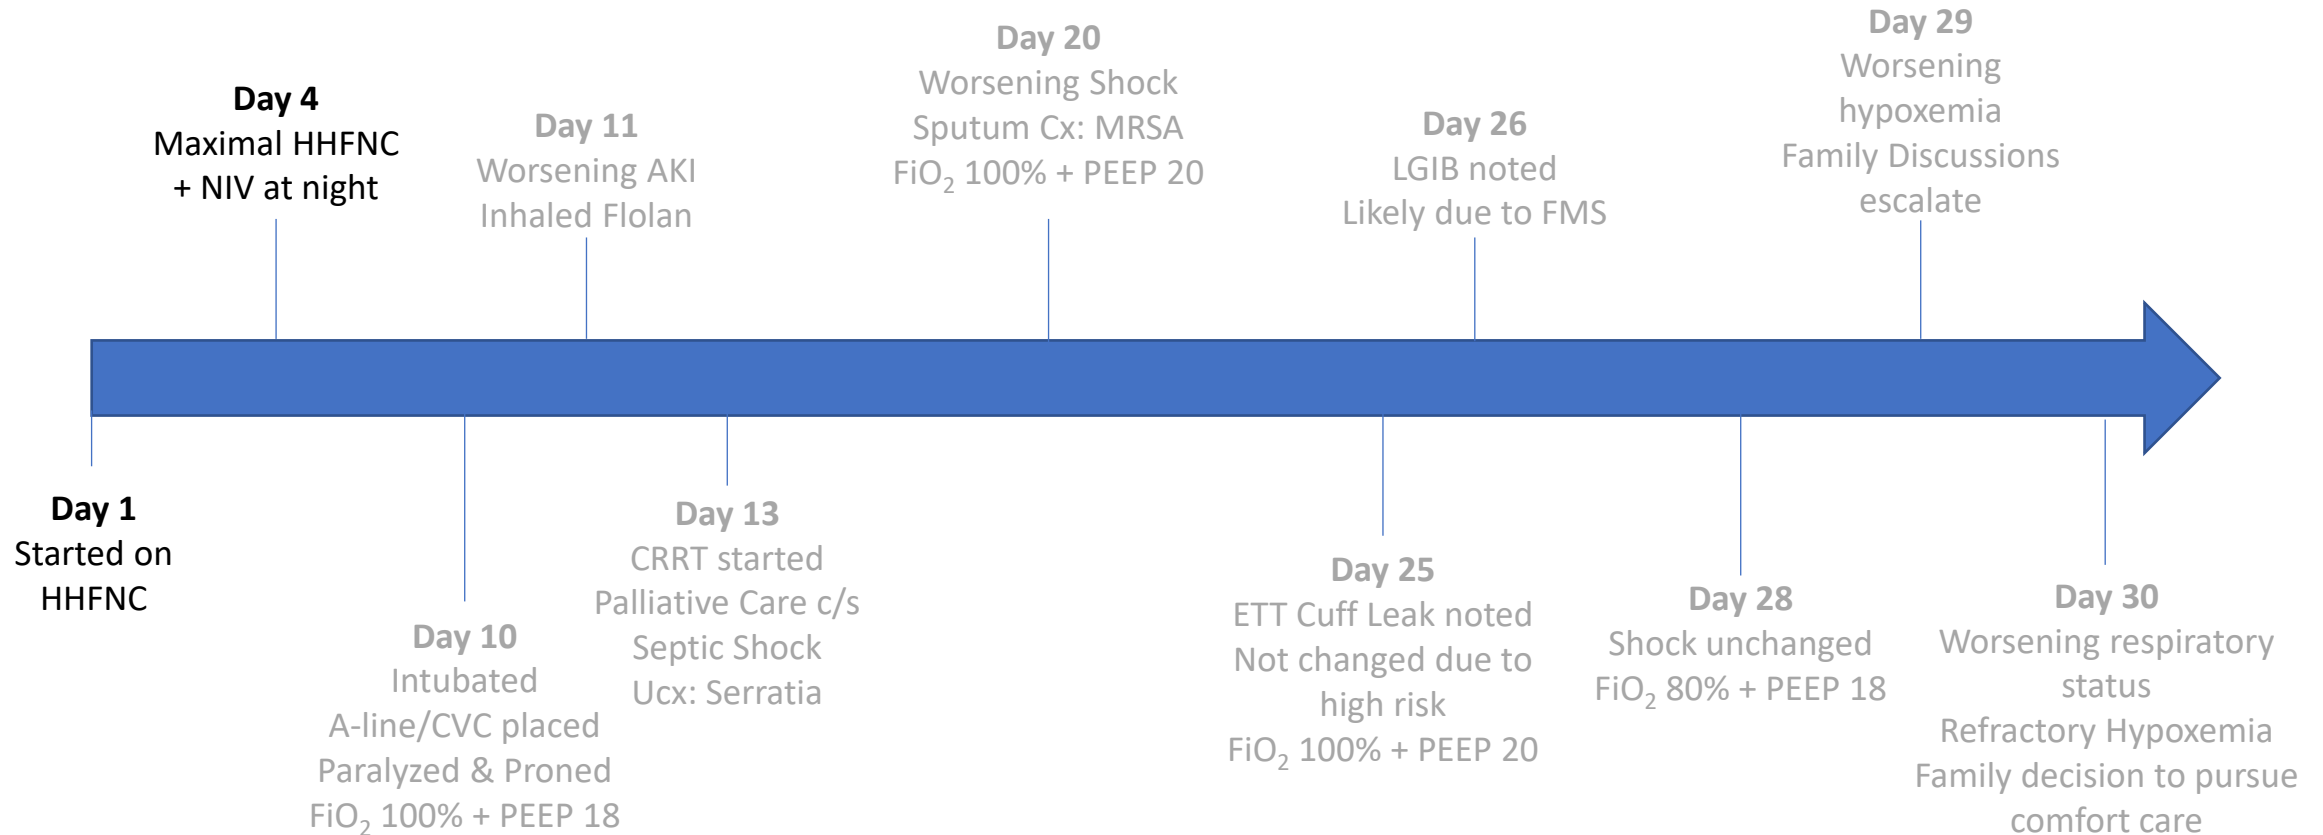 Day 1
Started on
HHFNC
Day 4
Maximal HHFNC
+ NIV at night
Day 10
Intubated
A-line/CVC placed
Paralyzed & Proned
FiO₂ 100% + PEEP 18
Day 11
Worsening AKI
Inhaled Flolan
Day 13
CRRT started
Palliative Care c/s
Septic Shock
Ucx: Serratia
Day 20
Worsening Shock
Sputum Cx: MRSA
FiO₂ 100% + PEEP 20
Day 25
ETT Cuff Leak noted
Not changed due to
high risk
FiO₂ 100% + PEEP 20
Day 26
LGIB noted
Likely due to FMS
Day 28
Shock unchanged
FiO₂ 80% + PEEP 18
Day 29
Worsening
hypoxemia
Family Discussions
escalate
Day 30
Worsening respiratory
status
Refractory Hypoxemia
Family decision to pursue
comfort care